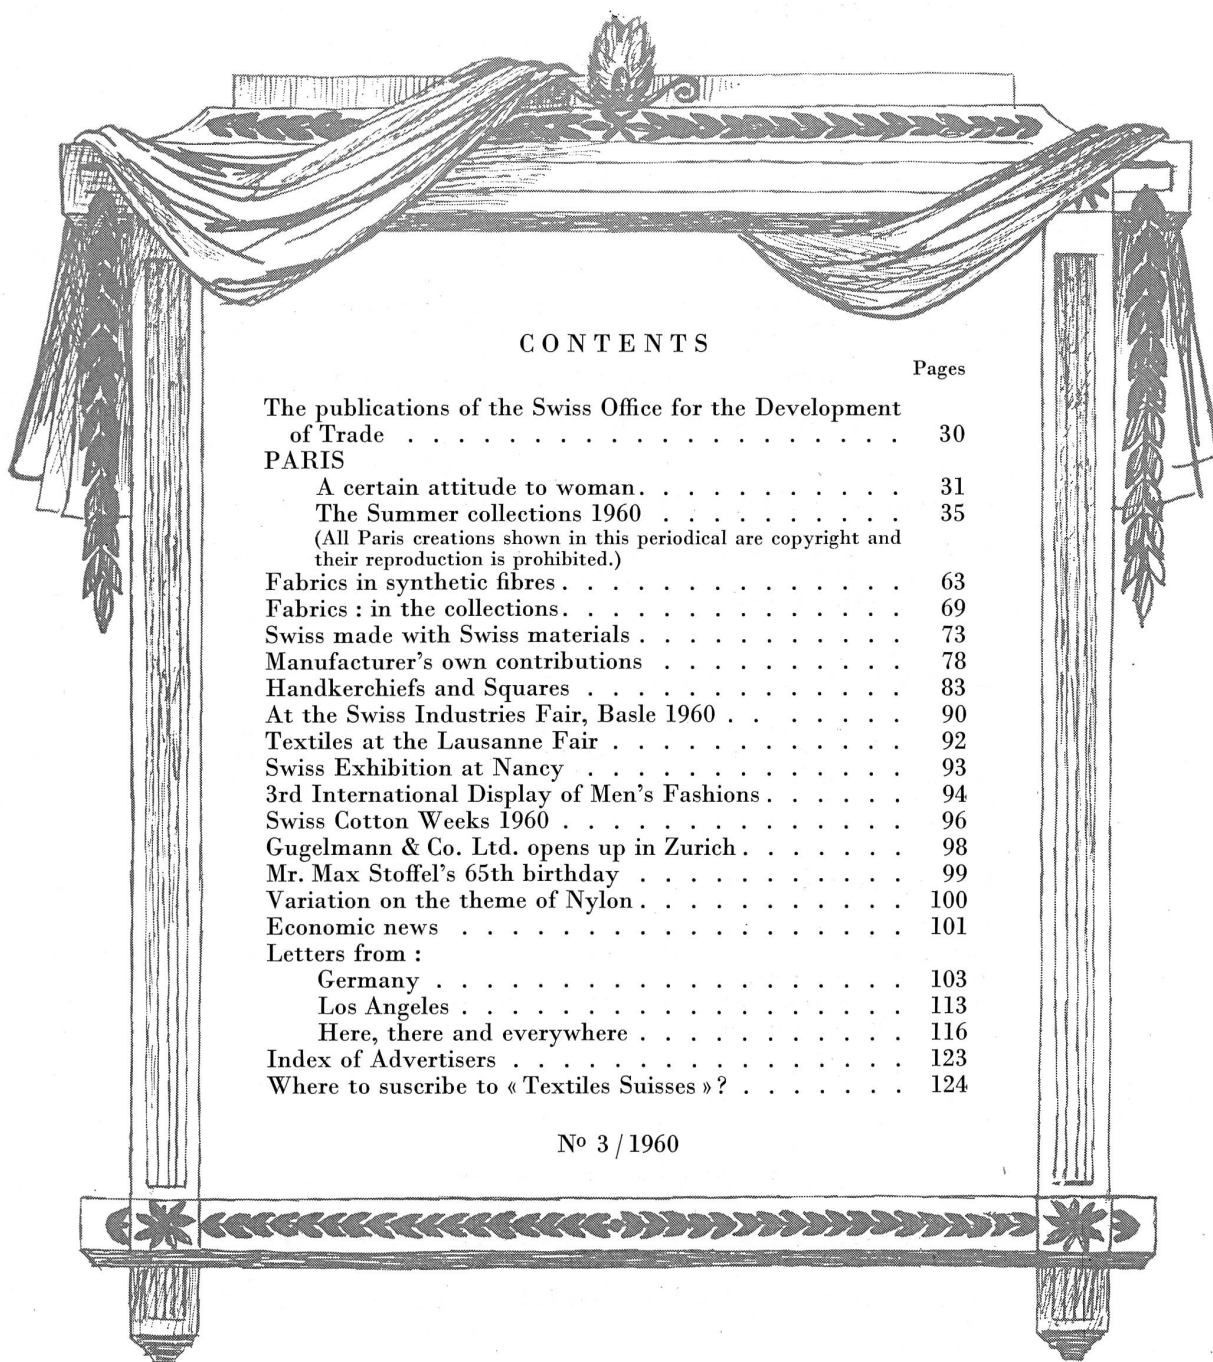 CONTENTS
Pages
The publications of the Swiss Office for the Development
of Trade . . . . . . . . . . . . . . . . . . . . 30
PARIS
A certain attitude to woman. . . . . . . . . . . . 31
The Summer collections 1960 . . . . . . . . . . 35
(All Paris creations shown in this periodical are copyright and
their reproduction is prohibited.)
Fabrics in synthetic fibres . . . . . . . . . . . . . . 63
Fabrics : in the collections. . . . . . . . . . . . . . 69
Swiss made with Swiss materials . . . . . . . . . . . 73
Manufacturer's own contributions . . . . . . . . . . 78
Handkerchiefs and Squares . . . . . . . . . . . . . 83
At the Swiss Industries Fair, Basle 1960 . . . . . . . 90
Textiles at the Lausanne Fair . . . . . . . . . . . . 92
Swiss Exhibition at Nancy . . . . . . . . . . . . . 93
3rd International Display of Men's Fashions . . . . . . 94
Swiss Cotton Weeks 1960 . . . . . . . . . . . . . . 96
Gugelmann & Co. Ltd. opens up in Zurich . . . . . . . 98
Mr. Max Stoffel's 65th birthday . . . . . . . . . . . 99
Variation on the theme of Nylon . . . . . . . . . . . 100
Economic news . . . . . . . . . . . . . . . . . . 101
Letters from :
Germany . . . . . . . . . . . . . . . . . . . 103
Los Angeles . . . . . . . . . . . . . . . . . . 113
Here, there and everywhere . . . . . . . . . . . 116
Index of Advertisers . . . . . . . . . . . . . . . . 123
Where to suscribe to « Textiles Suisses » ? . . . . . . . 124
Nº 3 / 1960